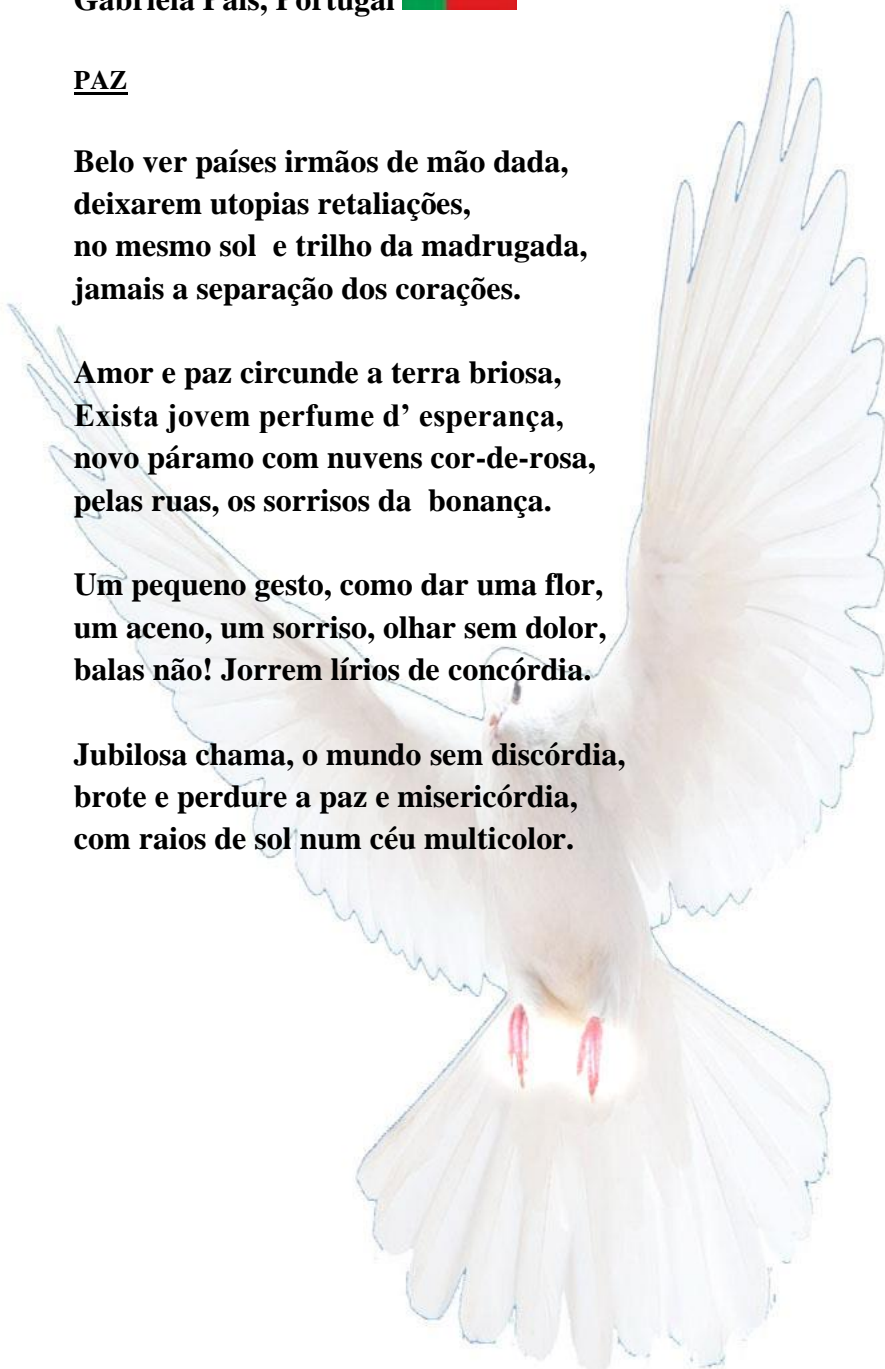 Gabriela Pais, Portugal
PAZ
Belo ver países irmãos de mão dada,
deixarem utopias retaliações,
no mesmo sol  e trilho da madrugada,
jamais a separação dos corações.
Amor e paz circunde a terra briosa,
Exista jovem perfume d’ esperança,
novo páramo com nuvens cor-de-rosa,
pelas ruas, os sorrisos da  bonança.
Um pequeno gesto, como dar uma flor,
um aceno, um sorriso, olhar sem dolor,
balas não! Jorrem lírios de concórdia.
Jubilosa chama, o mundo sem discórdia,
brote e perdure a paz e misericórdia,
com raios de sol num céu multicolor.